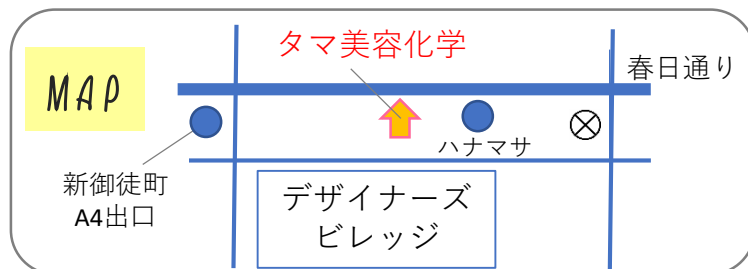 タマ美容化学
春日通り
MAP
ハナマサ
新御徒町
A4出口
デザイナーズ
ビレッジ